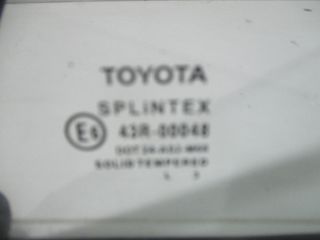 TOYOTA
SPLINTEX
E6 43R-00048
SOLID TEMPERED